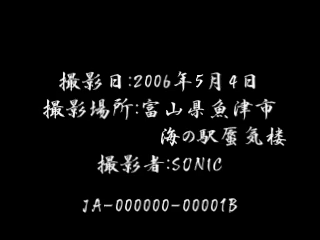 撮影日:2006年5月4日
撮影場所:富山県魚津市
海の駅蜃気楼
撮影者:SONIC
JA-000000-00001B